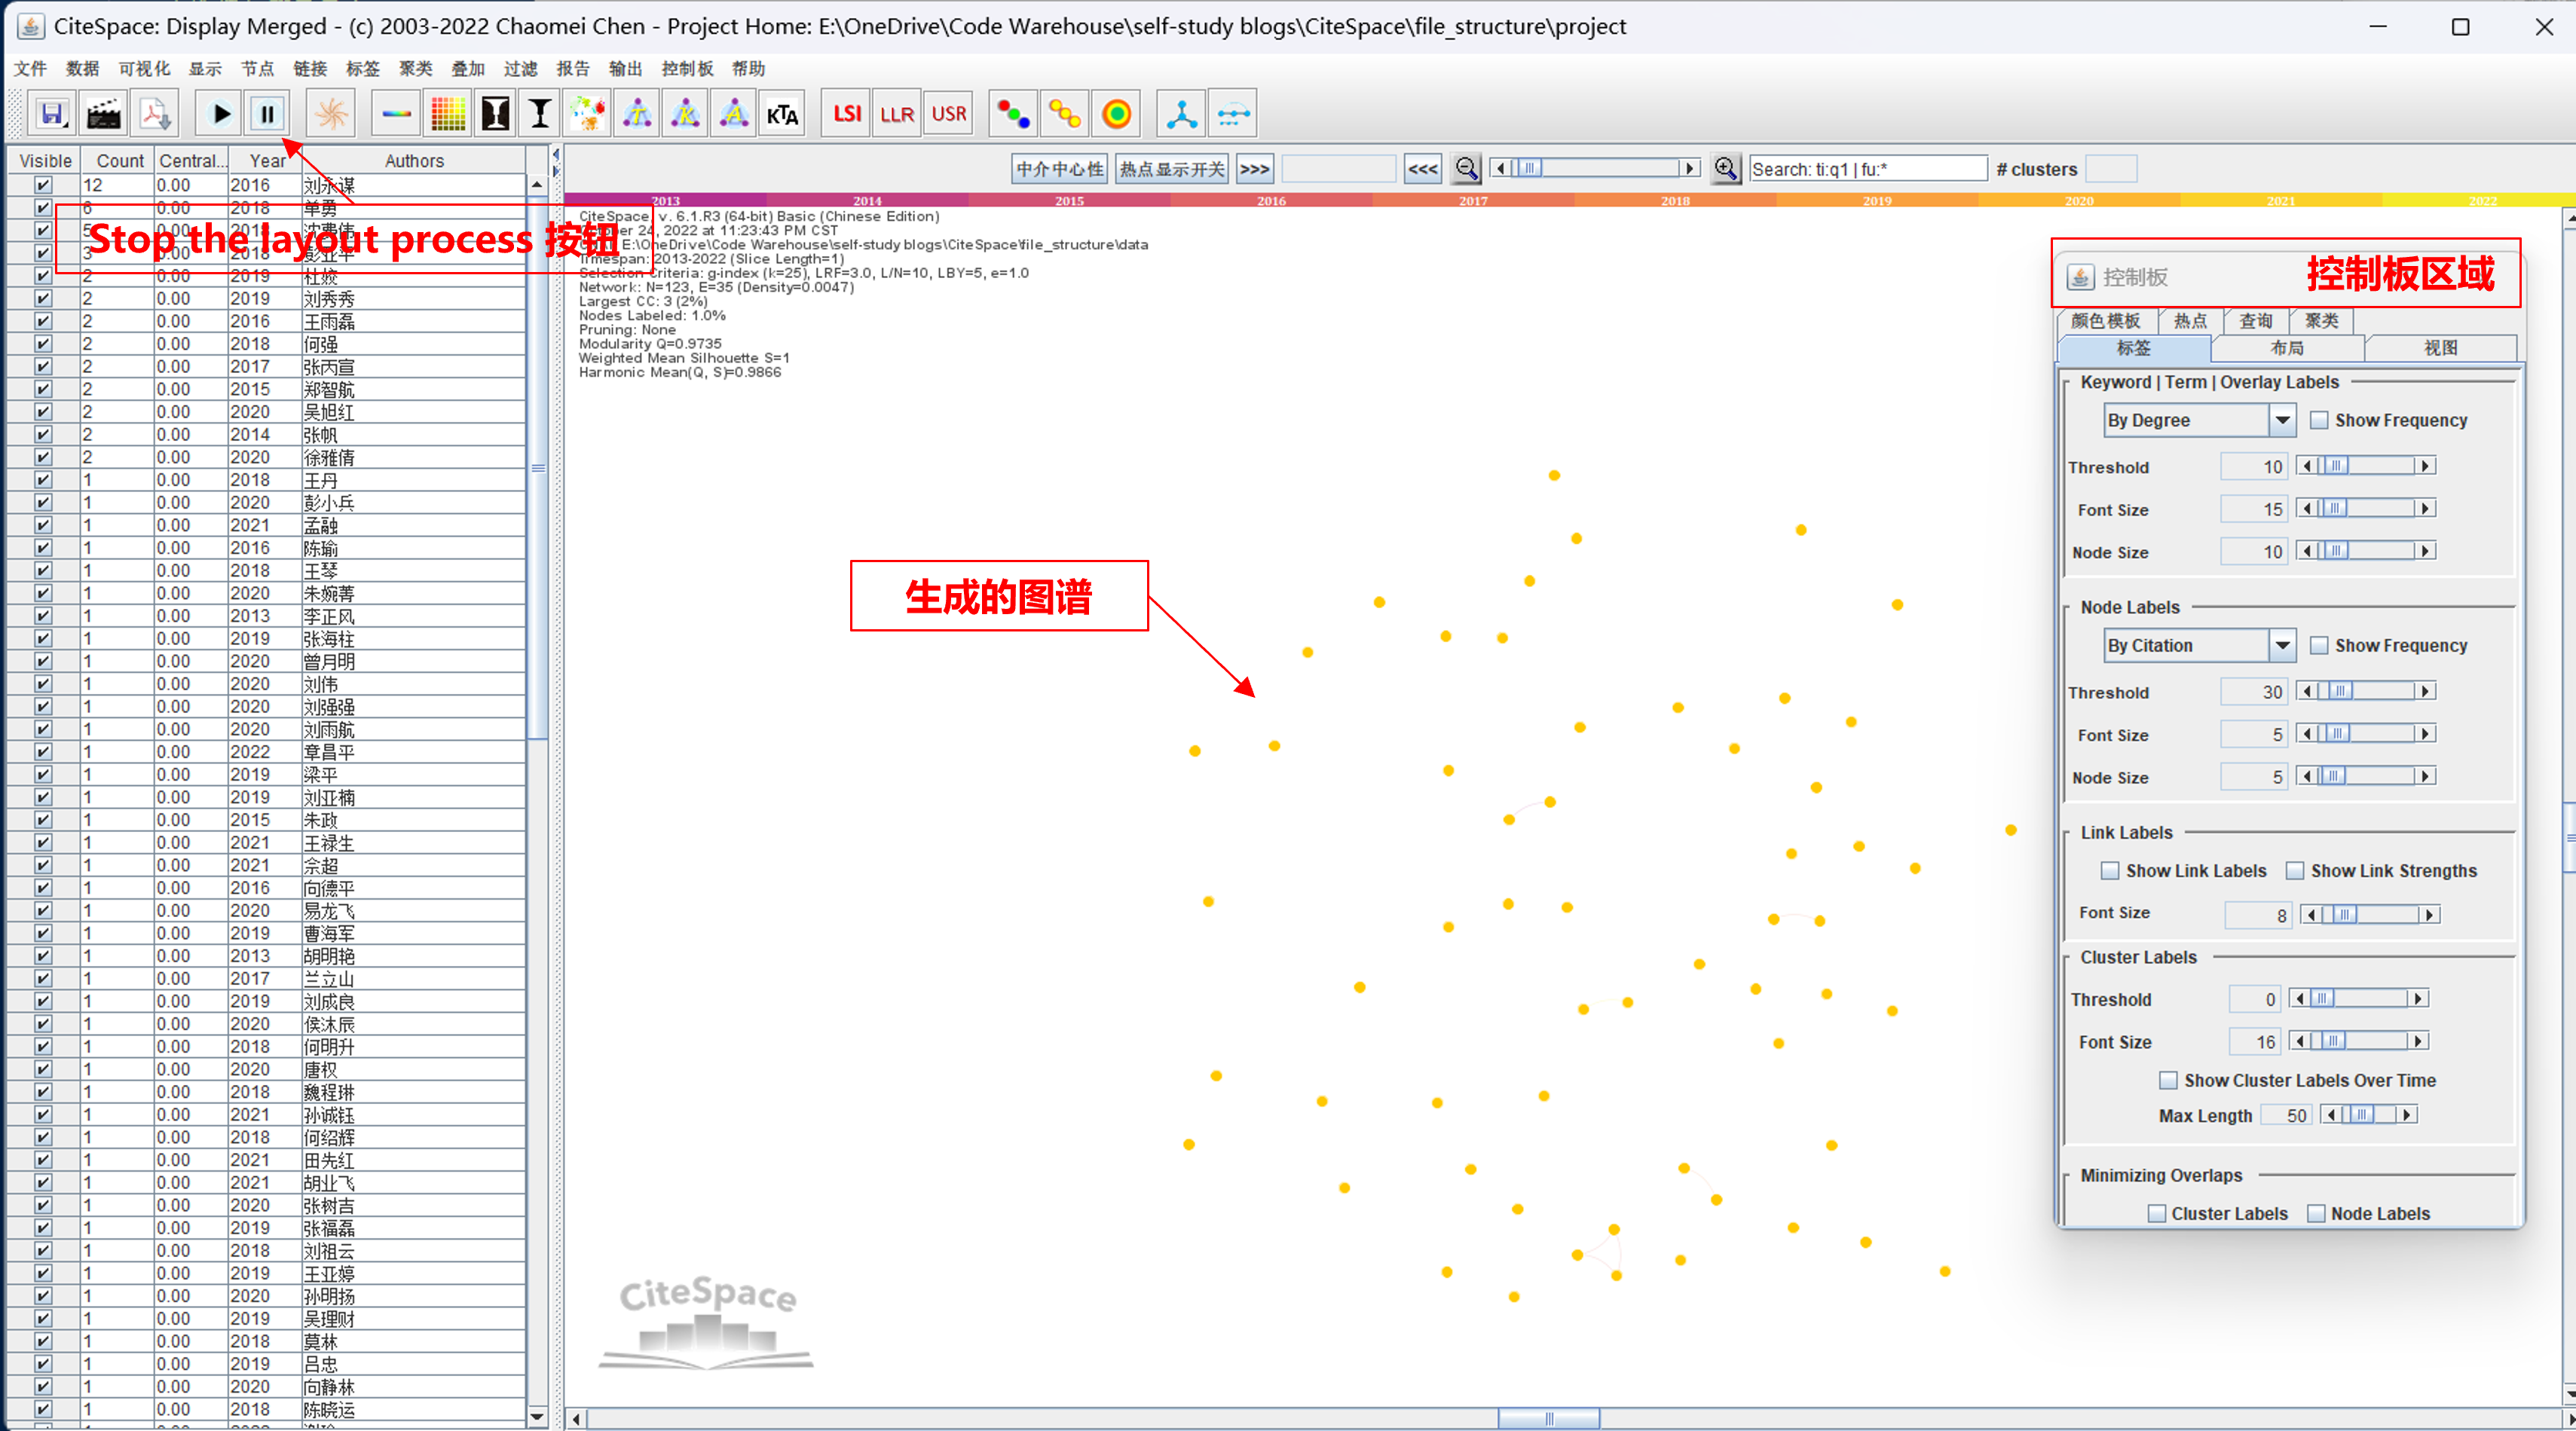 CiteSpace: Display Merged - (c) 2003-2022 Chaomei Chen - Project Home: E:\OneDrive\Code Warehouse\self-study blogs\CiteSpace\file_structure\project
文件 数据 可视化 显示 节点 链接 标签 聚类 叠加 过滤 报告 输出 控制板 帮助
T K A KTA LSI LLR USR
中介中心性 热点显示开关 >>> <<< Search: ti:q1 | fu:* # clusters
2013 2014 2015 2016 2017 2018 2019 2020 2021 2022
Visible Count Central... Year Authors
12 0.00 2016 刘永谋
6 0.00 2018 单勇
5 2018 沈费伟
3 2018 彭亚平
2 0.00 2019 杜姣
2 0.00 2019 刘秀秀
2 0.00 2016 王雨磊
2 0.00 2018 何强
2 0.00 2017 张丙宣
2 0.00 2015 郑智航
2 0.00 2020 吴旭红
2 0.00 2014 张帆
2 0.00 2020 徐雅倩
1 0.00 2018 王丹
1 0.00 2020 彭小兵
1 0.00 2021 孟融
1 0.00 2016 陈瑜
1 0.00 2018 王琴
1 0.00 2020 朱婉菁
1 0.00 2013 李正风
1 0.00 2019 张海柱
1 0.00 2020 曾月明
1 0.00 2020 刘伟
1 0.00 2020 刘强强
1 0.00 2020 刘雨航
1 0.00 2022 章昌平
1 0.00 2019 梁平
1 0.00 2019 刘亚楠
1 0.00 2015 朱政
1 0.00 2021 王禄生
1 0.00 2021 佘超
1 0.00 2016 向德平
1 0.00 2020 易龙飞
1 0.00 2019 曹海军
1 0.00 2013 胡明艳
1 0.00 2017 兰立山
1 0.00 2019 刘成良
1 0.00 2020 侯沐辰
1 0.00 2018 何明升
1 0.00 2020 唐权
1 0.00 2018 魏程琳
1 0.00 2021 孙诚钰
1 0.00 2018 何绍辉
1 0.00 2021 田先红
1 0.00 2021 胡业飞
1 0.00 2020 张树吉
1 0.00 2019 张福磊
1 0.00 2018 刘祖云
1 0.00 2019 王亚婷
1 0.00 2020 孙明扬
1 0.00 2019 吴理财
1 0.00 2018 莫林
1 0.00 2019 吕忠
1 0.00 2020 向静林
1 0.00 2018 陈晓运
Stop the layout process 按钮
CiteSpace, v. 6.1.R3 (64-bit) Basic (Chinese Edition)
October 24, 2022 at 11:23:43 PM CST
E:\OneDrive\Code Warehouse\self-study blogs\CiteSpace\file_structure\data
Timespan: 2013-2022 (Slice Length=1)
Selection Criteria: g-index (k=25), LRF=3.0, L/N=10, LBY=5, e=1.0
Network: N=123, E=35 (Density=0.0047)
Largest CC: 3 (2%)
Nodes Labeled: 1.0%
Pruning: None
Modularity Q=0.9735
Weighted Mean Silhouette S=1
Harmonic Mean(Q, S)=0.9866
生成的图谱
CiteSpace
控制板 控制板区域
颜色模板 热点 查询 聚类
标签 布局 视图
Keyword | Term | Overlay Labels
By Degree Show Frequency
Threshold 10
Font Size 15
Node Size 10
Node Labels
By Citation Show Frequency
Threshold 30
Font Size 5
Node Size 5
Link Labels
Show Link Labels Show Link Strengths
Font Size 8
Cluster Labels
Threshold 0
Font Size 16
Show Cluster Labels Over Time
Max Length 50
Minimizing Overlaps
Cluster Labels Node Labels